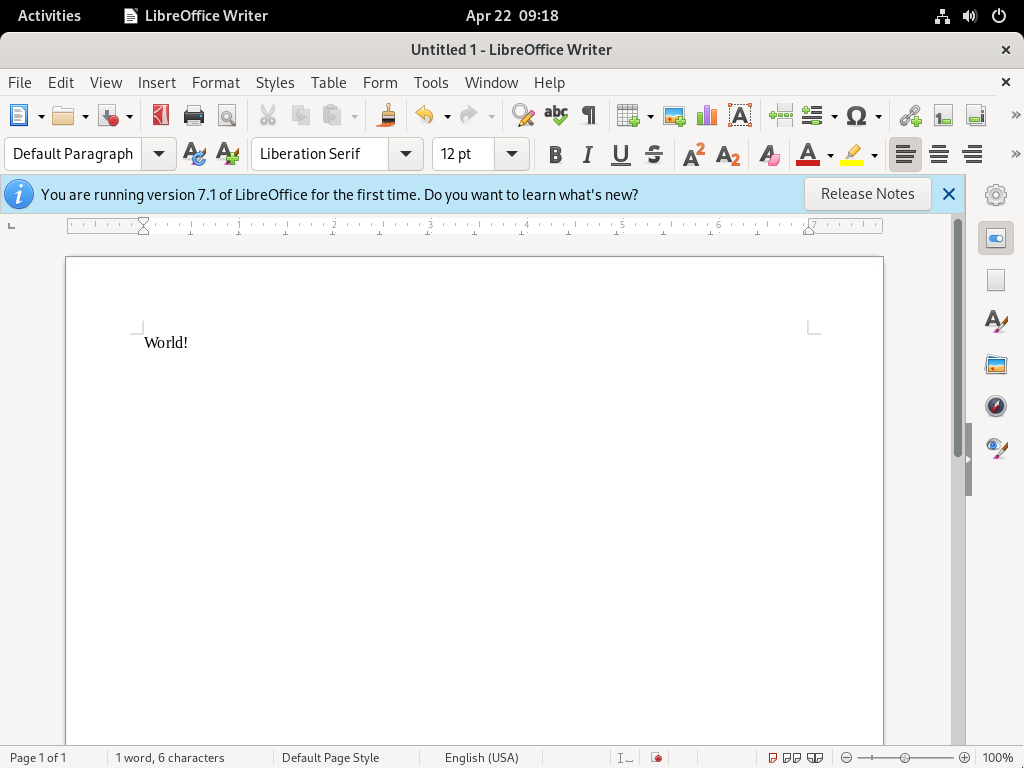 Activities LibreOffice Writer Apr 22 09:18
Untitled 1 - LibreOffice Writer
File Edit View Insert Format Styles Table Form Tools Window Help
Default Paragraph Liberation Serif 12 pt
You are running version 7.1 of LibreOffice for the first time. Do you want to learn what's new? Release Notes
1 2 3 4 5 6 7
World!
Page 1 of 1 1 word, 6 characters Default Page Style English (USA) 100%